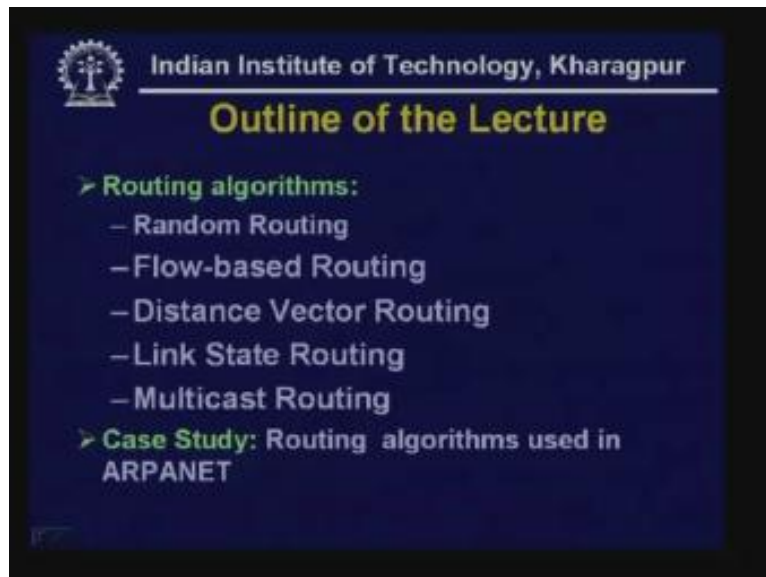 Indian Institute of Technology, Kharagpur
Outline of the Lecture
➢ Routing algorithms:
– Random Routing
– Flow-based Routing
– Distance Vector Routing
– Link State Routing
– Multicast Routing
➢ Case Study: Routing algorithms used in
ARPANET